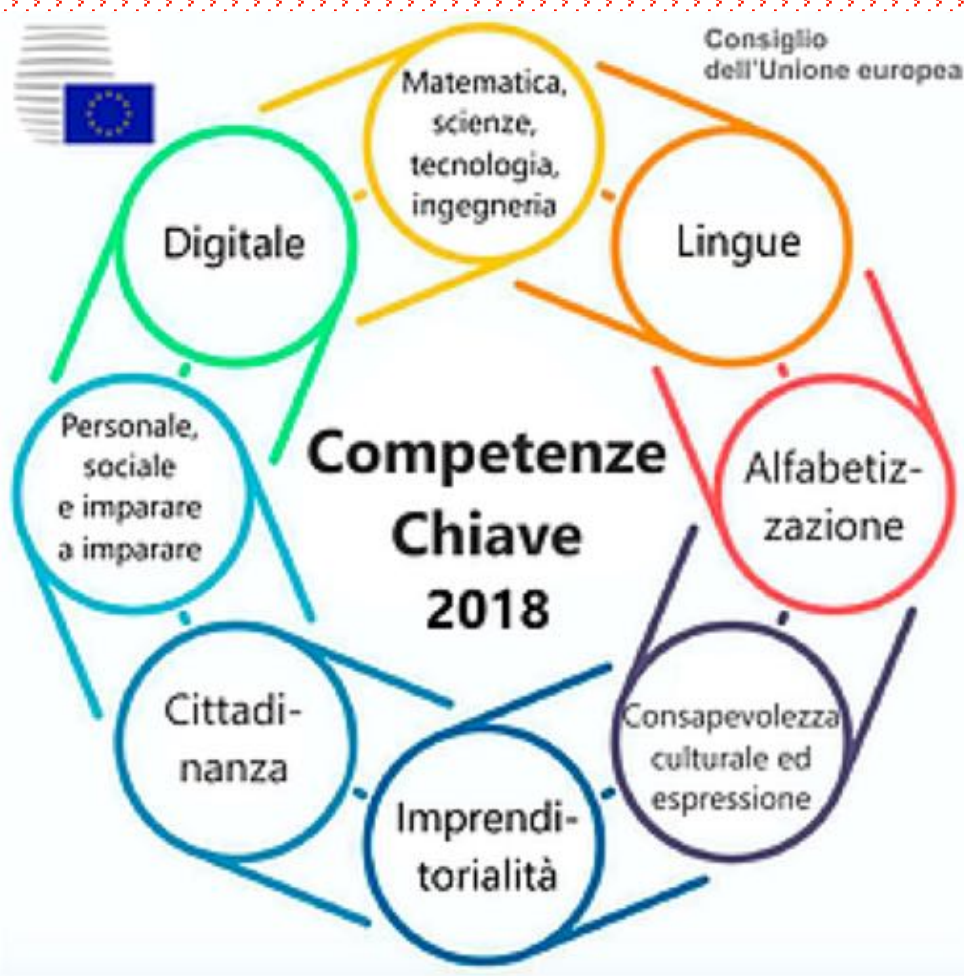 Consiglio
dell'Unione europea
Matematica,
scienze,
tecnologia,
ingegneria
Digitale
Lingue
Personale,
sociale
e imparare
a imparare
Competenze
Chiave
2018
Alfabetiz-
zazione
Cittadi-
nanza
Consapevolezza
culturale ed
espressione
Imprendi-
torialità